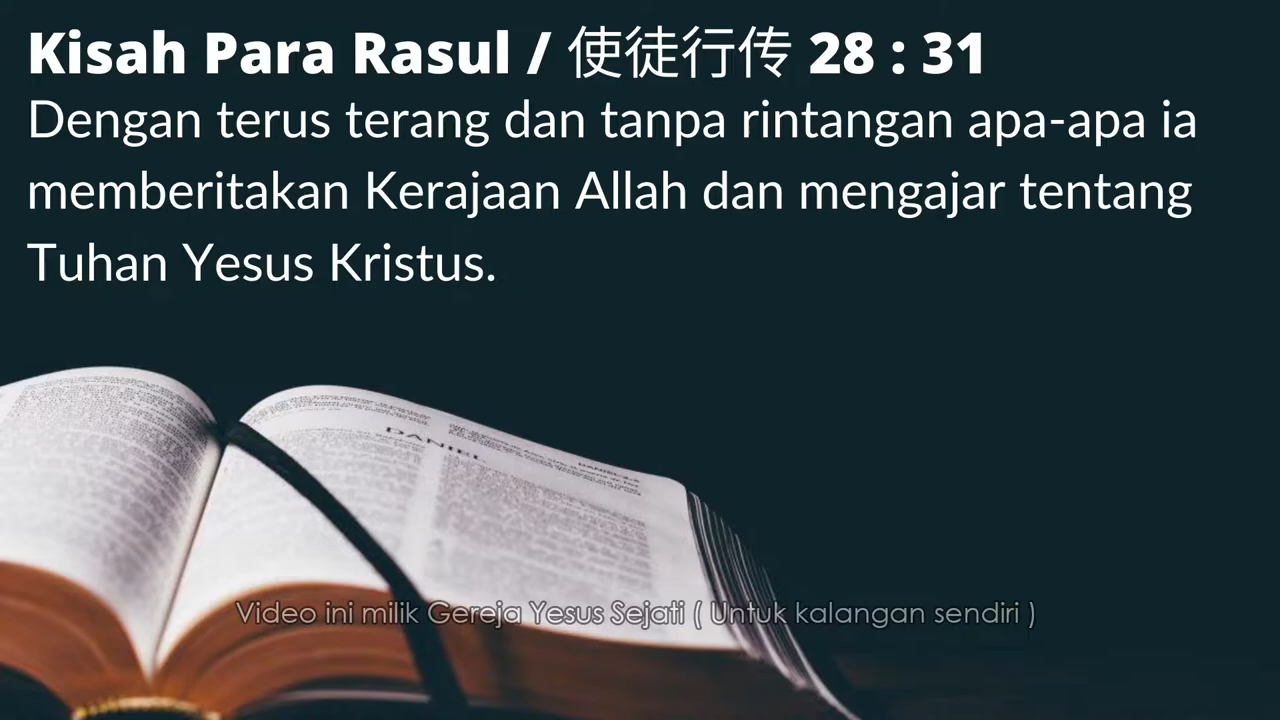 Kisah Para Rasul / 使徒行传 28 : 31
Dengan terus terang dan tanpa rintangan apa-apa ia
memberitakan Kerajaan Allah dan mengajar tentang
Tuhan Yesus Kristus.
DANIEL
Video ini milik Gereja Yesus Sejati ( Untuk kalangan sendiri )